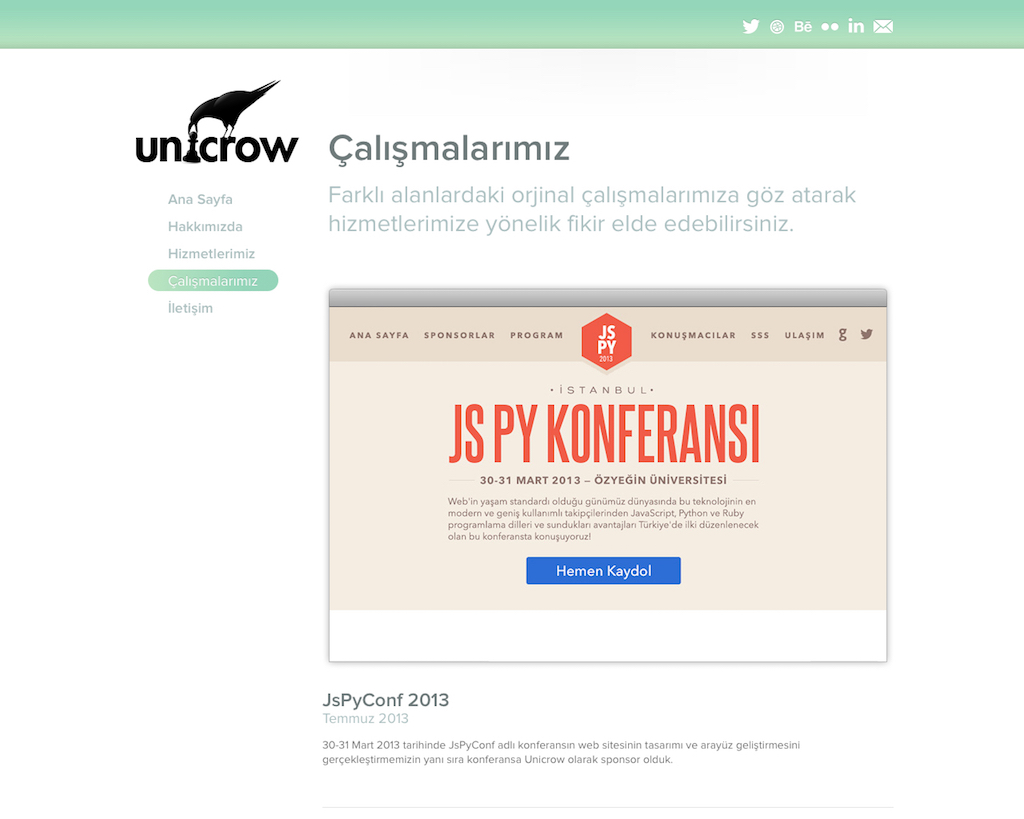 Bē
in
unicrow
Ana Sayfa
Hakkımızda
Hizmetlerimiz
Çalışmalarımız
İletişim
Çalışmalarımız
Farklı alanlardaki orjinal çalışmalarımıza göz atarak
hizmetlerimize yönelik fikir elde edebilirsiniz.
ANA SAYFA SPONSORLAR PROGRAM
JS
PY
2013
KONUŞMACILAR SSS ULAŞIM g
· İSTANBUL ·
JS PY KONFERANSI
30-31 MART 2013 – ÖZYEĞİN ÜNİVERSİTESİ
Web'in yaşam standardı olduğu günümüz dünyasında bu teknolojinin en
modern ve geniş kullanımlı takipçilerinden JavaScript, Python ve Ruby
programlama dilleri ve sundukları avantajları Türkiye'de ilki düzenlenecek
olan bu konferansta konuşuyoruz!
Hemen Kaydol
JsPyConf 2013
Temmuz 2013
30-31 Mart 2013 tarihinde JsPyConf adlı konferansın web sitesinin tasarımı ve arayüz geliştirmesini
gerçekleştirmemizin yanı sıra konferansa Unicrow olarak sponsor olduk.